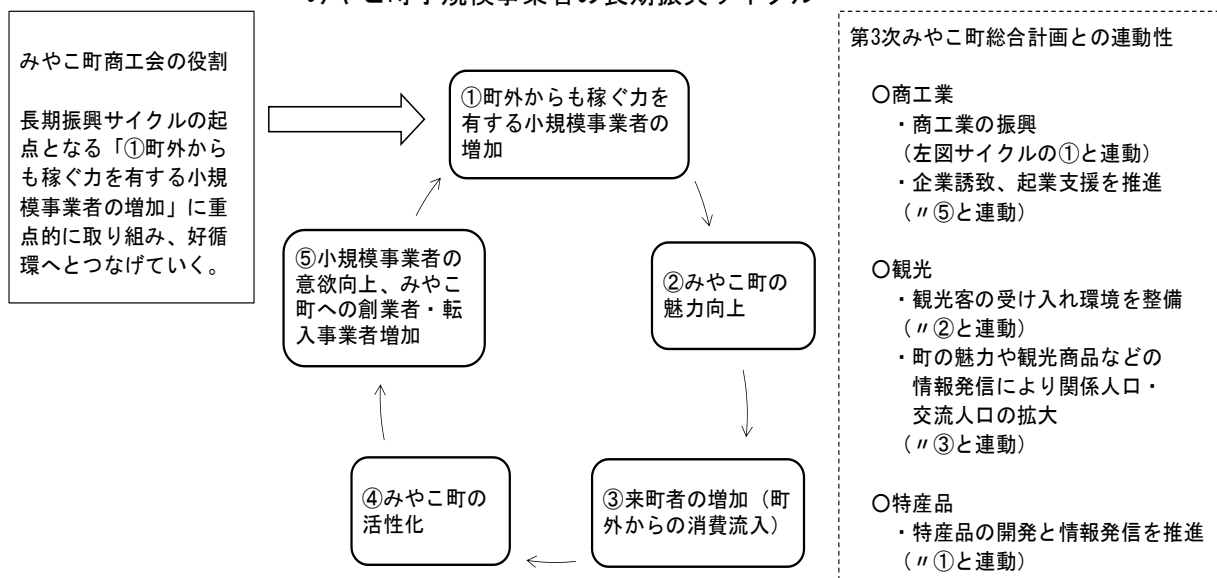 みやこ町小規模事業者の長期振興サイクル
みやこ町商工会の役割
長期振興サイクルの起
点となる「①町外から
も稼ぐ力を有する小規
模事業者の増加」に重
点的に取り組み、好循
環へとつなげていく。
①町外からも稼ぐ力を
有する小規模事業者の
増加
②みやこ町の
魅力向上
③来町者の増加（町
外からの消費流入）
④みやこ町の
活性化
⑤小規模事業者の
意欲向上、みやこ
町への創業者・転
入事業者増加
第3次みやこ町総合計画との連動性
〇商工業
・商工業の振興
（左図サイクルの①と連動）
・企業誘致、起業支援を推進
（〃⑤と連動）
〇観光
・観光客の受け入れ環境を整備
（〃②と連動）
・町の魅力や観光商品などの
情報発信により関係人口・
交流人口の拡大
（〃③と連動）
〇特産品
・特産品の開発と情報発信を推進
（〃①と連動）